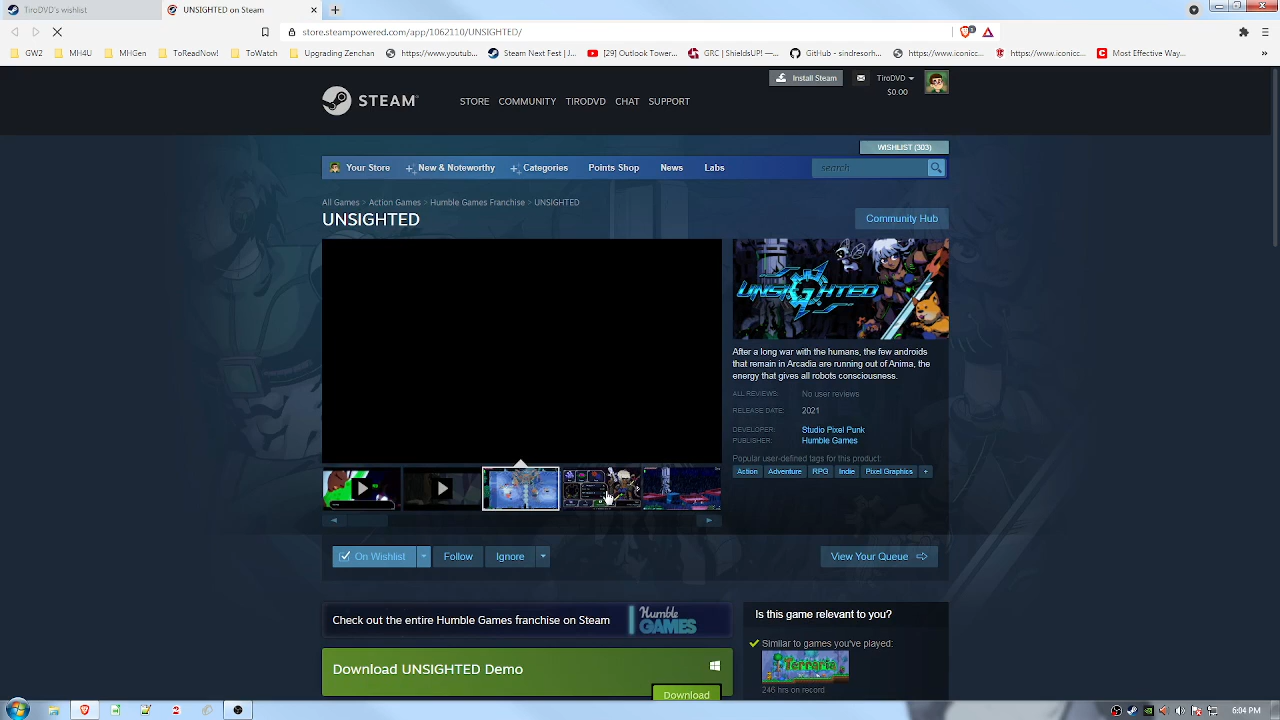 TiroDVD's wishlist
UNSIGHTED on Steam
store.steampowered.com/app/1062110/UNSIGHTED/
GW2
MH4U
MHGen
ToReadNow!
ToWatch
Upgrading Zenchan
https://www.youtube...
Steam Next Test | J...
[29] Outlook Tower...
GRC | ShieldsUP! —...
GitHub - sindresorh...
https://www.iconicc...
https://www.iconicc...
Most Effective Way...
Install Steam
TiroDVD
$0.00
STEAM
STORE
COMMUNITY
TIRODVD
CHAT
SUPPORT
WISHLIST (303)
Your Store
New & Noteworthy
Categories
Points Shop
News
Labs
search
All Games > Action Games > Humble Games Franchise > UNSIGHTED
UNSIGHTED
Community Hub
UNSIGHTED
After a long war with the humans, the few androids
that remain in Arcadia are running out of Anima, the
energy that gives all robots consciousness.
ALL REVIEWS: No user reviews
RELEASE DATE: 2021
DEVELOPER: Studio Pixel Punk
PUBLISHER: Humble Games
Popular user-defined tags for this product:
Action
Adventure
RPG
Indie
Pixel Graphics
+
On Wishlist
Follow
Ignore
View Your Queue
Check out the entire Humble Games franchise on Steam
Humble
GAMES
Is this game relevant to you?
Similar to games you've played:
Terraria
246 hrs on record
Download UNSIGHTED Demo
Download
6:04 PM